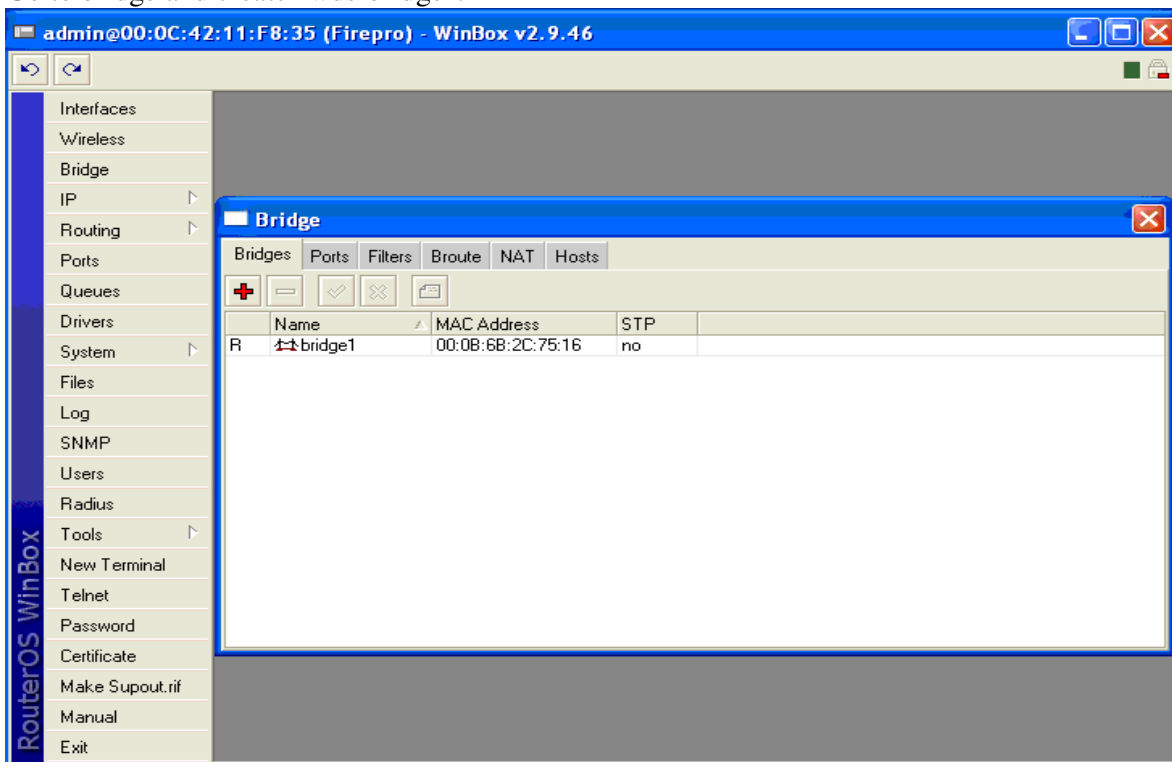 admin@00:0C:42:11:F8:35 (Firepro) - WinBox v2.9.46
Interfaces
Wireless
Bridge
IP
Routing
Ports
Queues
Drivers
System
Files
Log
SNMP
Users
Radius
Tools
New Terminal
Telnet
Password
Certificate
Make Supout.rif
Manual
Exit
RouterOS WinBox
Bridge
Bridges Ports Filters Broute NAT Hosts
Name MAC Address STP
R bridge1 00:0B:6B:2C:75:16 no